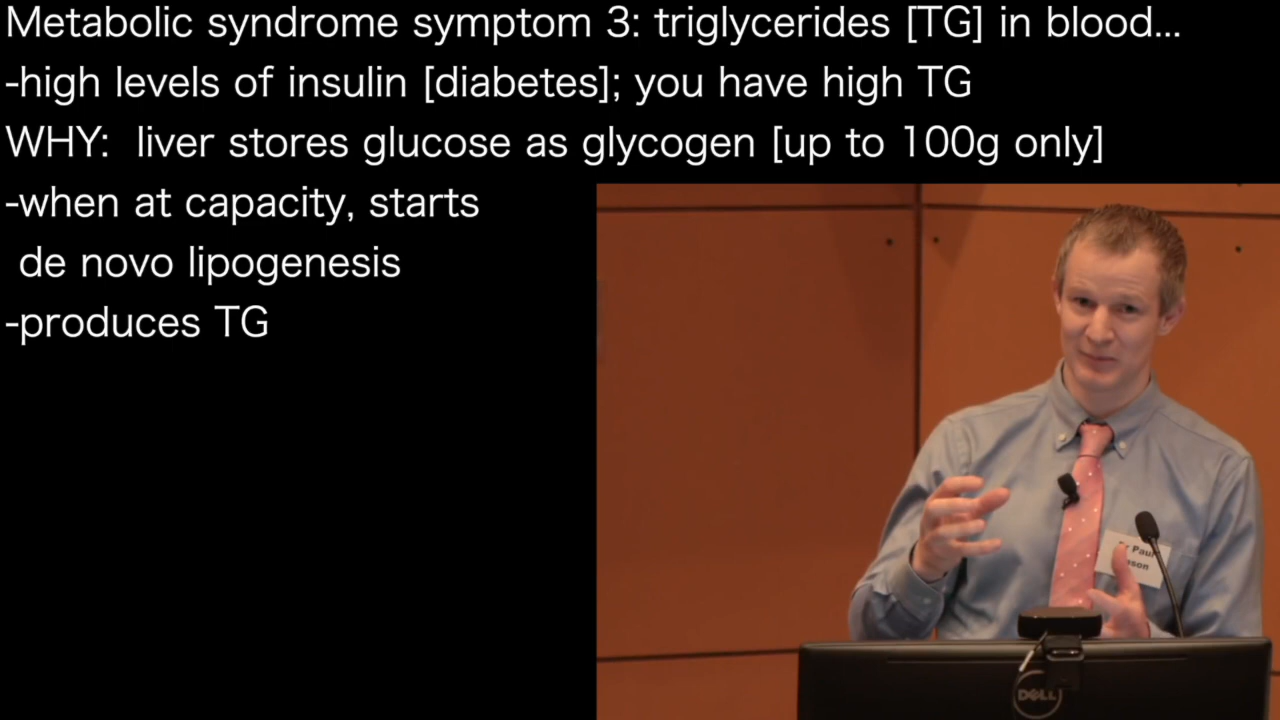 Metabolic syndrome symptom 3: triglycerides [TG] in blood...
-high levels of insulin [diabetes]; you have high TG
WHY:  liver stores glucose as glycogen [up to 100g only]
-when at capacity, starts
de novo lipogenesis
-produces TG
Paul
DELL